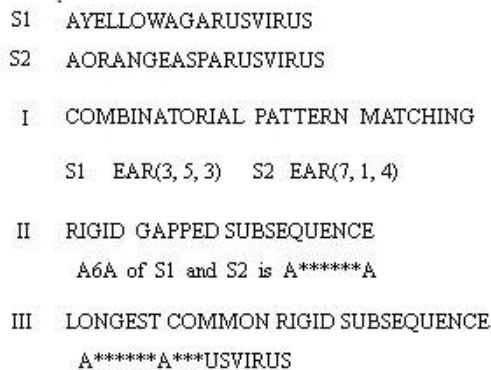 S1 AYELLOWAGARUSVIRUS
S2 AORANGEASPARUSVIRUS
I COMBINATORIAL PATTERN MATCHING
S1 EAR(3, 5, 3) S2 EAR(7, 1, 4)
II RIGID GAPPED SUBSEQUENCE
A6A of S1 and S2 is A******A
III LONGEST COMMON RIGID SUBSEQUENCE
A******A***USVIRUS